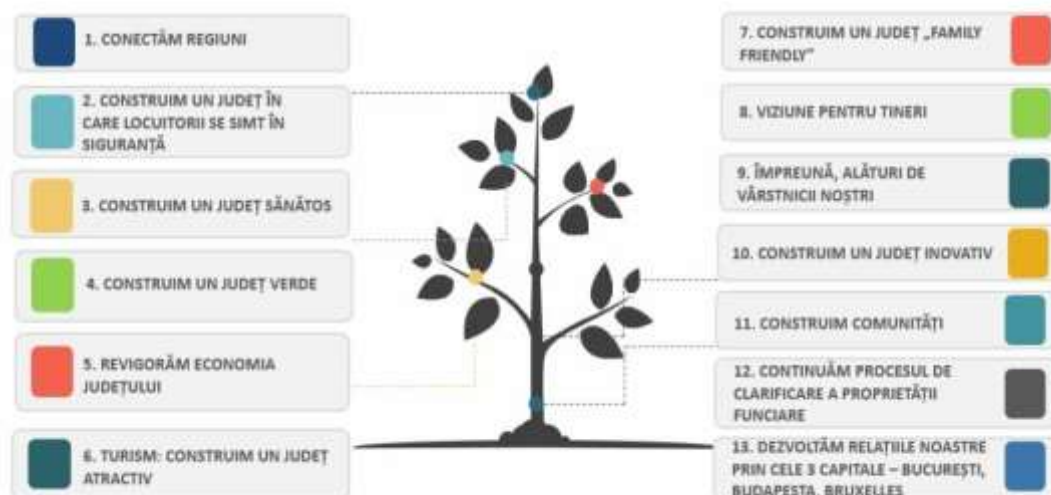 1. CONECTĂM REGIUNI
2. CONSTRUIM UN JUDEȚ ÎN
CARE LOCUITORII SE SIMT ÎN
SIGURANȚĂ
3. CONSTRUIM UN JUDEȚ SĂNĂTOS
4. CONSTRUIM UN JUDEȚ VERDE
5. REVIGORĂM ECONOMIA
JUDEȚULUI
6. TURISM: CONSTRUIM UN JUDEȚ
ATRACTIV
7. CONSTRUIM UN JUDEȚ „FAMILY
FRIENDLY”
8. VIZIUNE PENTRU TINERI
9. ÎMPREUNĂ, ALĂTURI DE
VÂRSTNICII NOȘTRI
10. CONSTRUIM UN JUDEȚ INOVATIV
11. CONSTRUIM COMUNITĂȚI
12. CONTINUĂM PROCESUL DE
CLARIFICARE A PROPRIETĂȚII
FUNCIARE
13. DEZVOLTĂM RELAȚIILE NOASTRE
PRIN CELE 3 CAPITALE – BUCUREȘTI,
BUDAPESTA, BRUXELLES